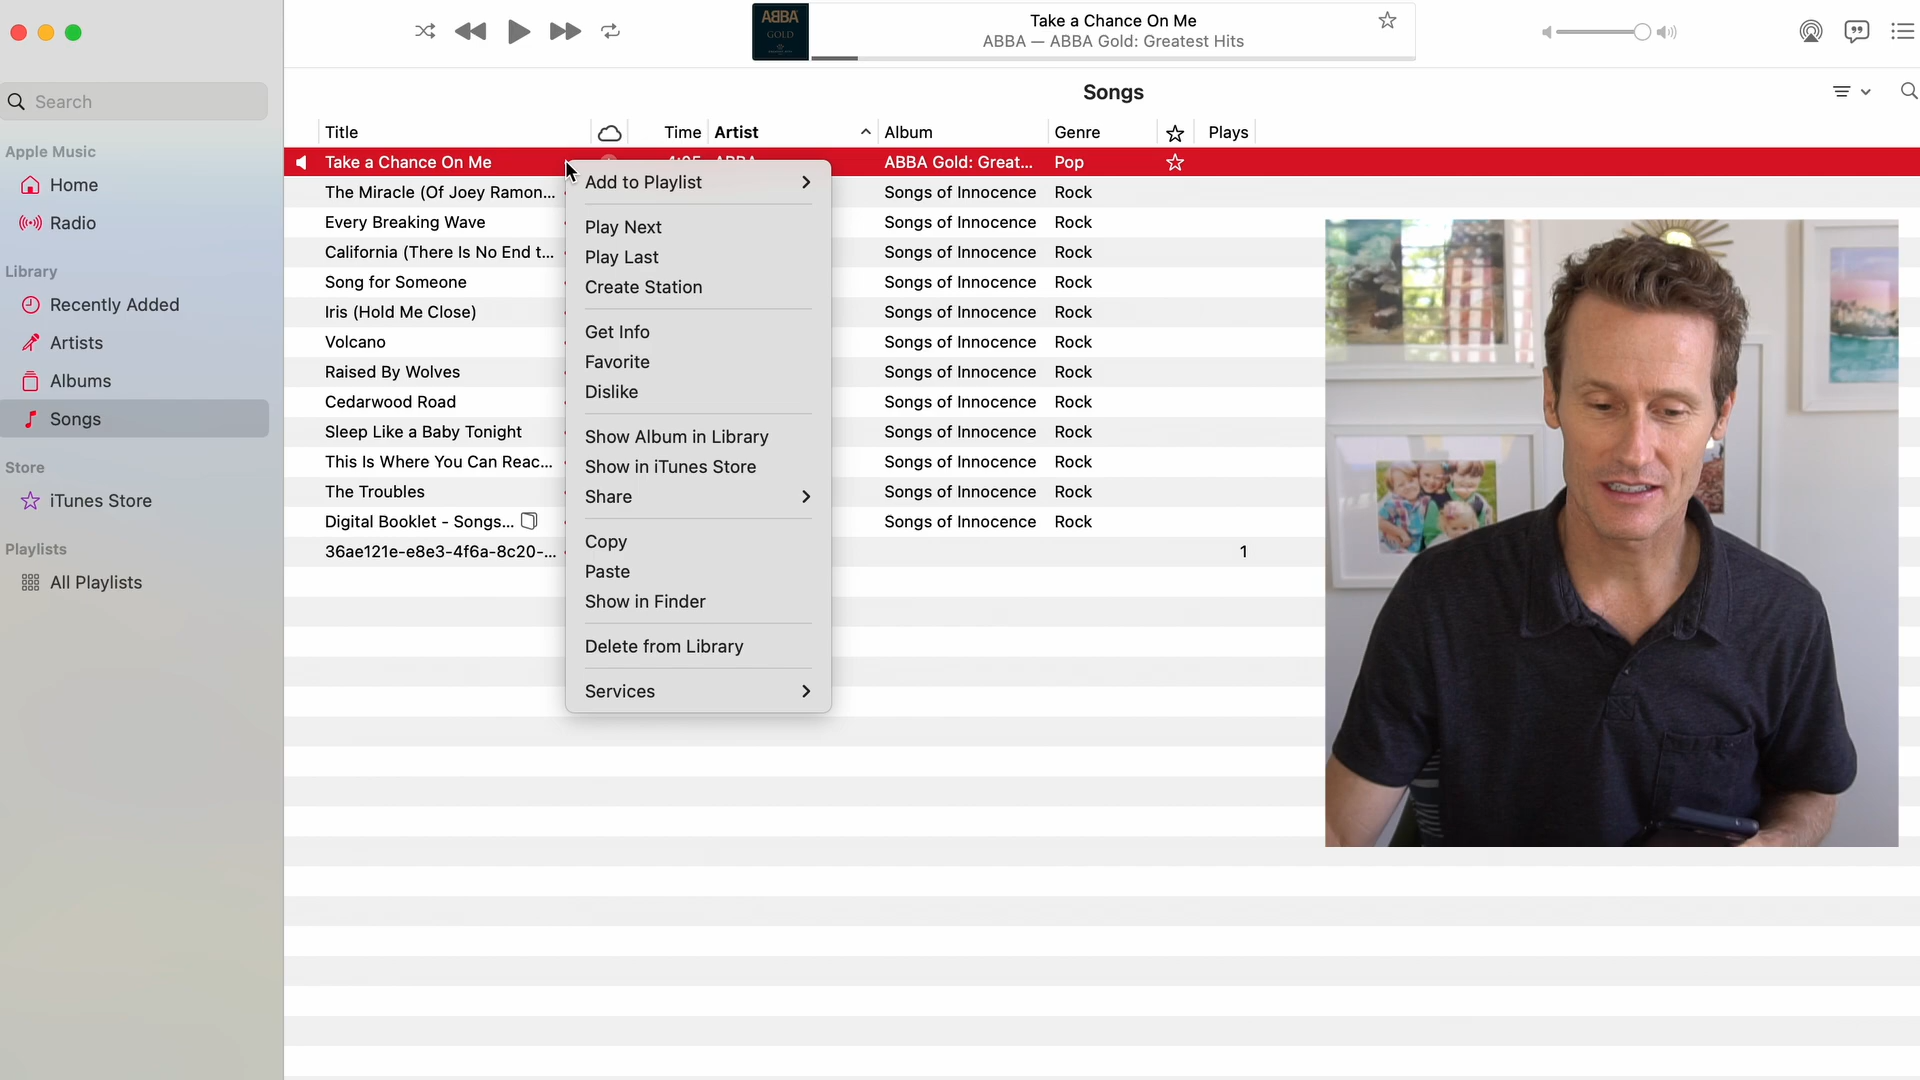 Take a Chance On Me
ABBA — ABBA Gold: Greatest Hits
ABBA
GOLD
Search
Songs
Title
Time
Artist
Album
Genre
Plays
Apple Music
Home
Radio
Library
Recently Added
Artists
Albums
Songs
Store
iTunes Store
Playlists
All Playlists
Take a Chance On Me ABBA Gold: Great... Pop
The Miracle (Of Joey Ramon... Songs of Innocence Rock
Every Breaking Wave Songs of Innocence Rock
California (There Is No End t... Songs of Innocence Rock
Song for Someone Songs of Innocence Rock
Iris (Hold Me Close) Songs of Innocence Rock
Volcano Songs of Innocence Rock
Raised By Wolves Songs of Innocence Rock
Cedarwood Road Songs of Innocence Rock
Sleep Like a Baby Tonight Songs of Innocence Rock
This Is Where You Can Reac... Songs of Innocence Rock
The Troubles Songs of Innocence Rock
Digital Booklet - Songs... Songs of Innocence Rock
36ae121e-e8e3-4f6a-8c20-... 1
Add to Playlist
Play Next
Play Last
Create Station
Get Info
Favorite
Dislike
Show Album in Library
Show in iTunes Store
Share
Copy
Paste
Show in Finder
Delete from Library
Services